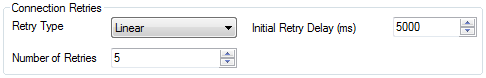 Connection Retries
Retry Type Linear Initial Retry Delay (ms) 5000
Number of Retries 5